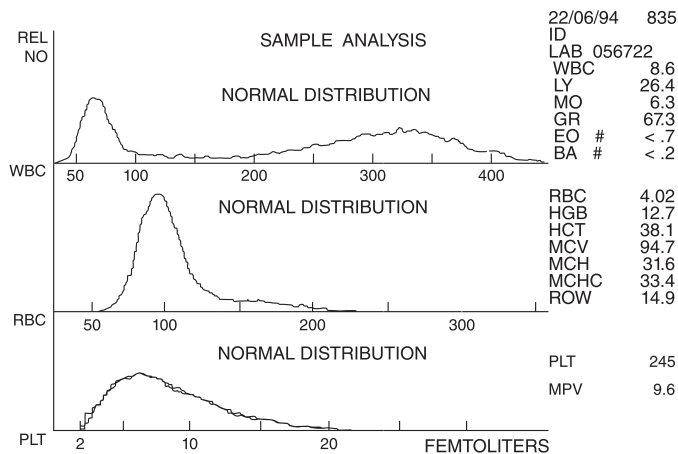 REL
NO
SAMPLE ANALYSIS
NORMAL DISTRIBUTION
WBC
50 100 200 300 400
NORMAL DISTRIBUTION
RBC
50 100 200 300
NORMAL DISTRIBUTION
PLT
2 10 20
FEMTOLITERS
22/06/94 835
ID
LAB 056722
WBC 8.6
LY 26.4
MO 6.3
GR 67.3
EO # < .7
BA # < .2
RBC 4.02
HGB 12.7
HCT 38.1
MCV 94.7
MCH 31.6
MCHC 33.4
ROW 14.9
PLT 245
MPV 9.6